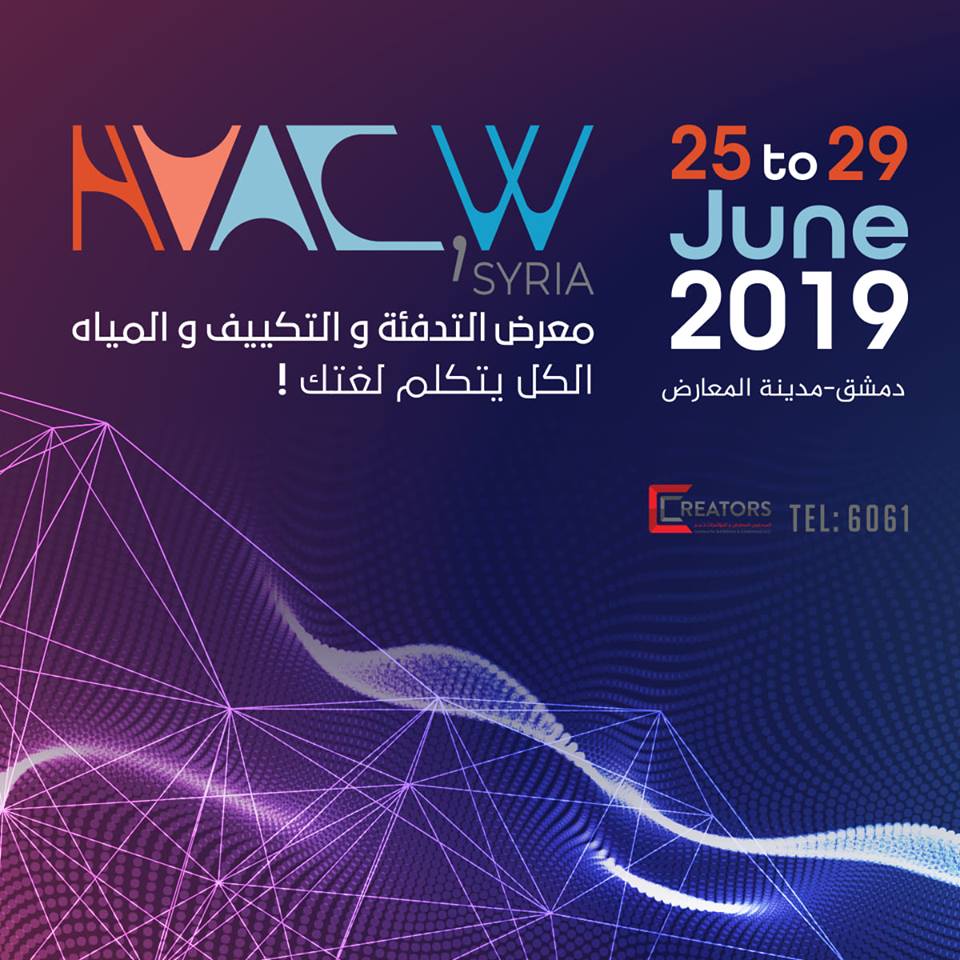 HVAC,W
SYRIA
معرض التدفئة و التكييف و المياه
الكل يتكلم لغتك !
25 to 29
June
2019
دمشق-مدينة المعارض
CREATORS
TEL: 6061